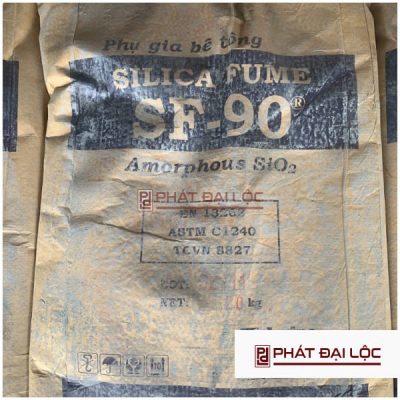 Phụ gia bê tông
SILICA FUME
SF-90®
Amorphous SiO2
PHÁT ĐẠI LỘC
EN 13263
ASTM C1240
TCVN 8827
NET: kg
PHÁT ĐẠI LỘC